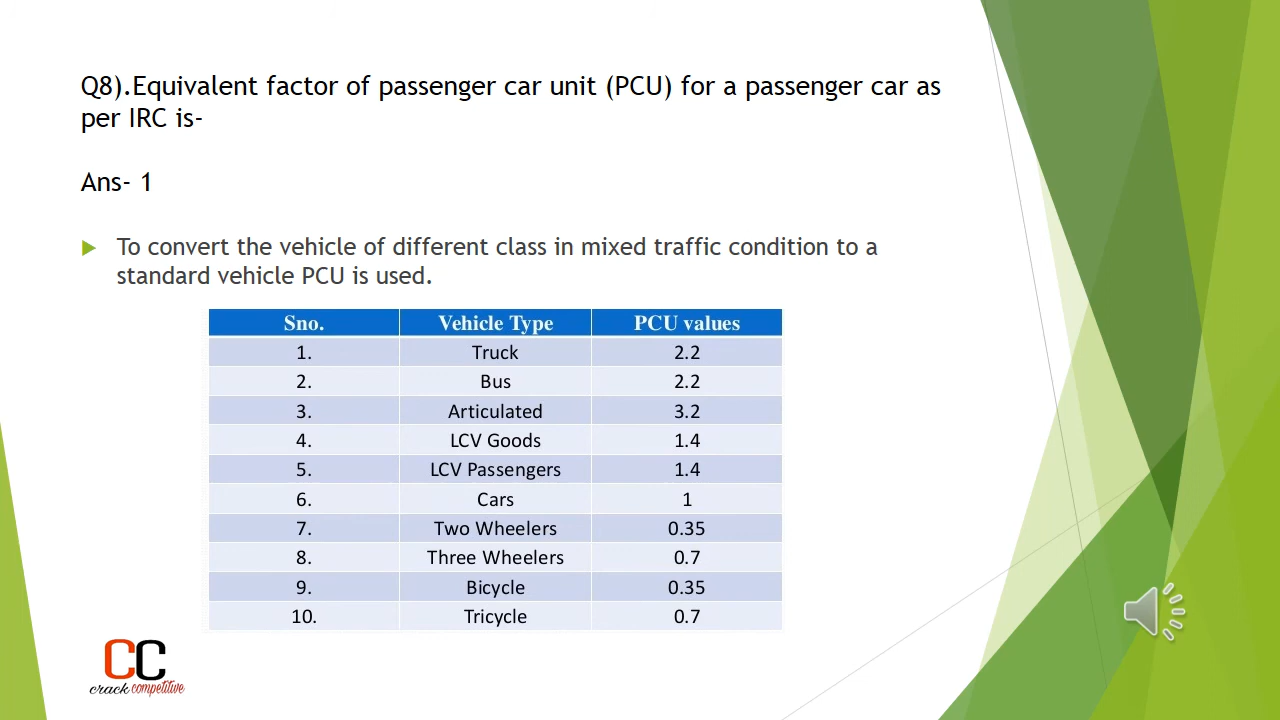 Q8).Equivalent factor of passenger car unit (PCU) for a passenger car as
per IRC is-
Ans- 1
To convert the vehicle of different class in mixed traffic condition to a
standard vehicle PCU is used.
Sno. Vehicle Type PCU values
1. Truck 2.2
2. Bus 2.2
3. Articulated 3.2
4. LCV Goods 1.4
5. LCV Passengers 1.4
6. Cars 1
7. Two Wheelers 0.35
8. Three Wheelers 0.7
9. Bicycle 0.35
10. Tricycle 0.7
CC
crack competitive